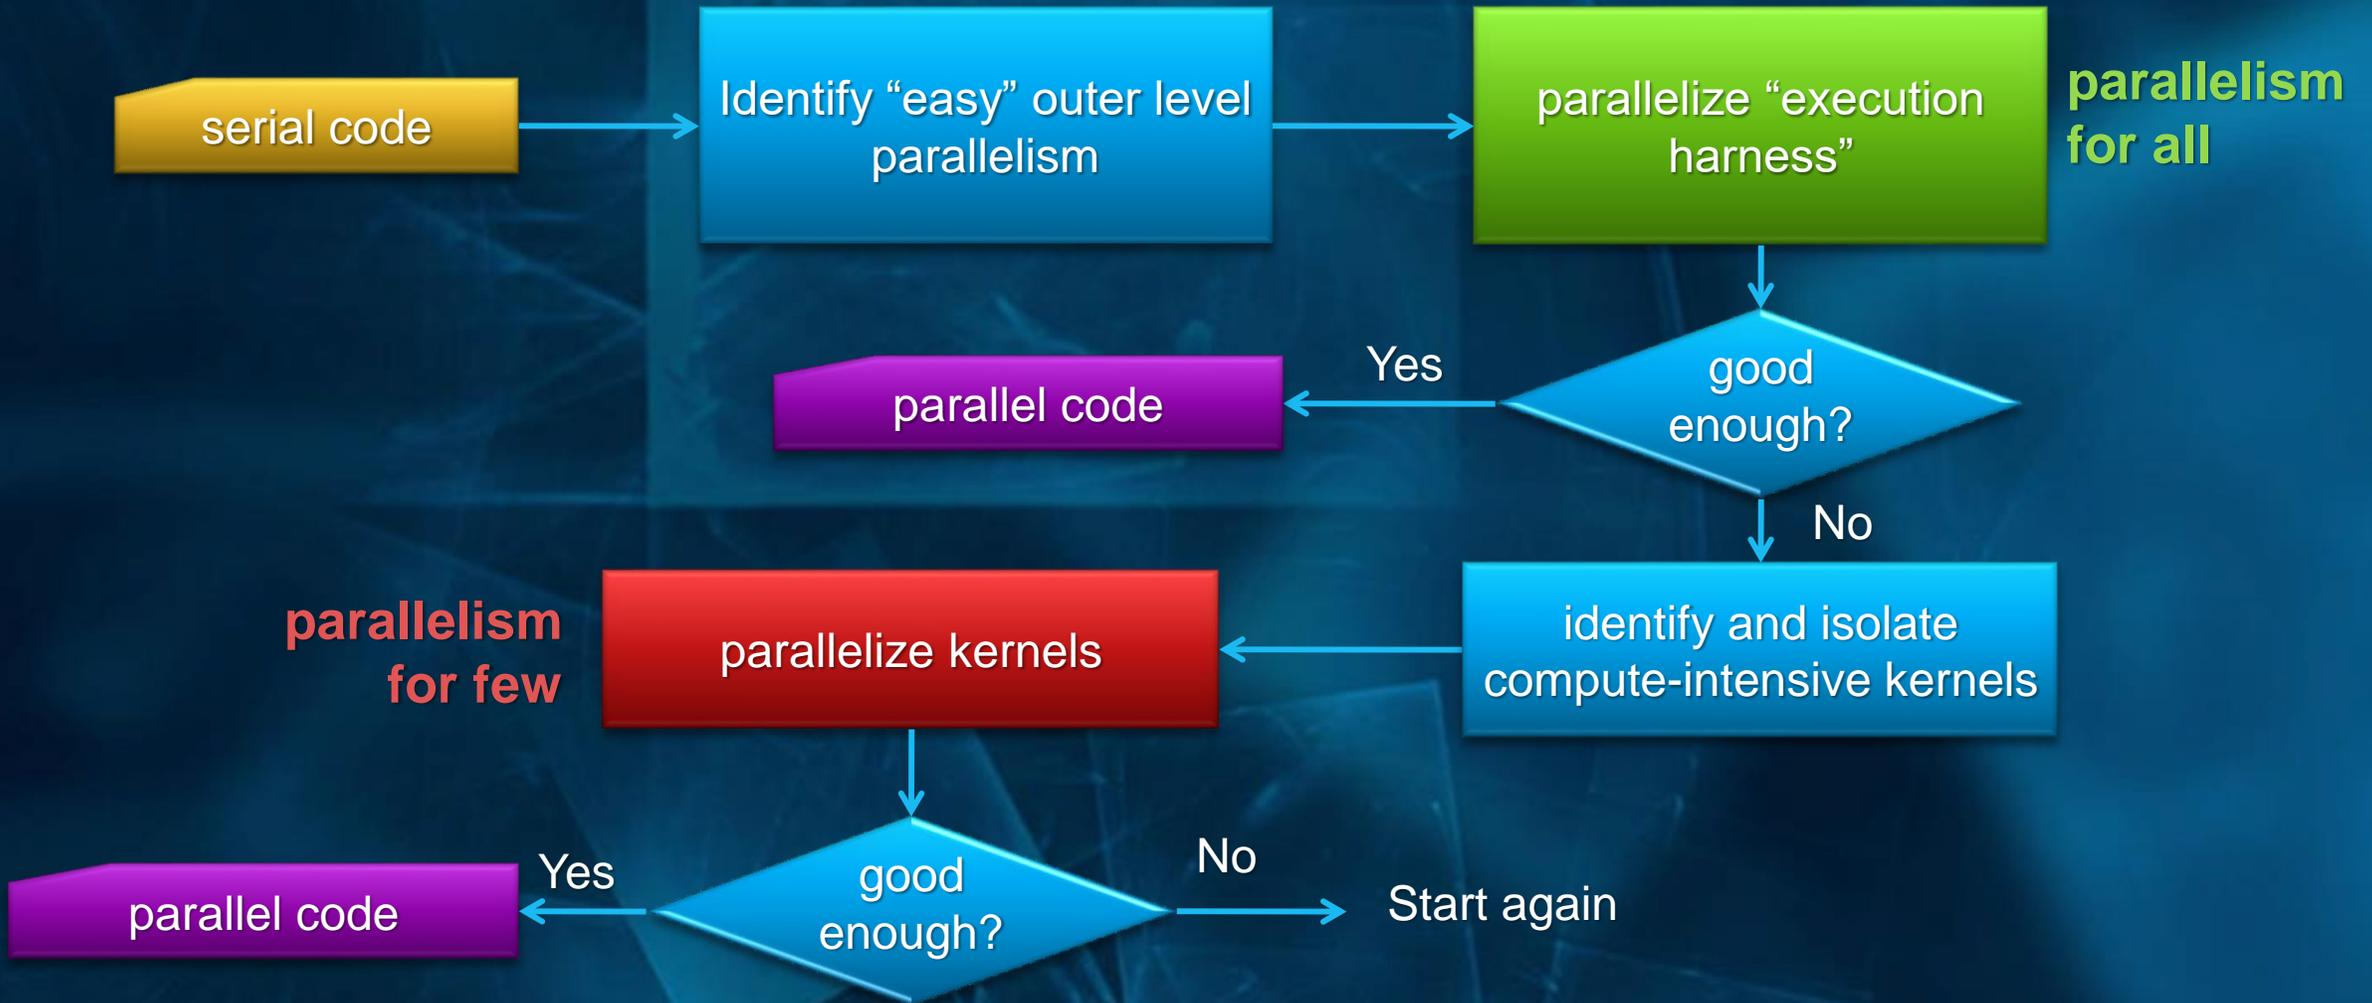 serial code
Identify “easy” outer level
parallelism
parallelize “execution
harness”
parallelism
for all
good
enough?
Yes
parallel code
No
identify and isolate
compute-intensive kernels
parallelize kernels
parallelism
for few
good
enough?
Yes
parallel code
No
Start again